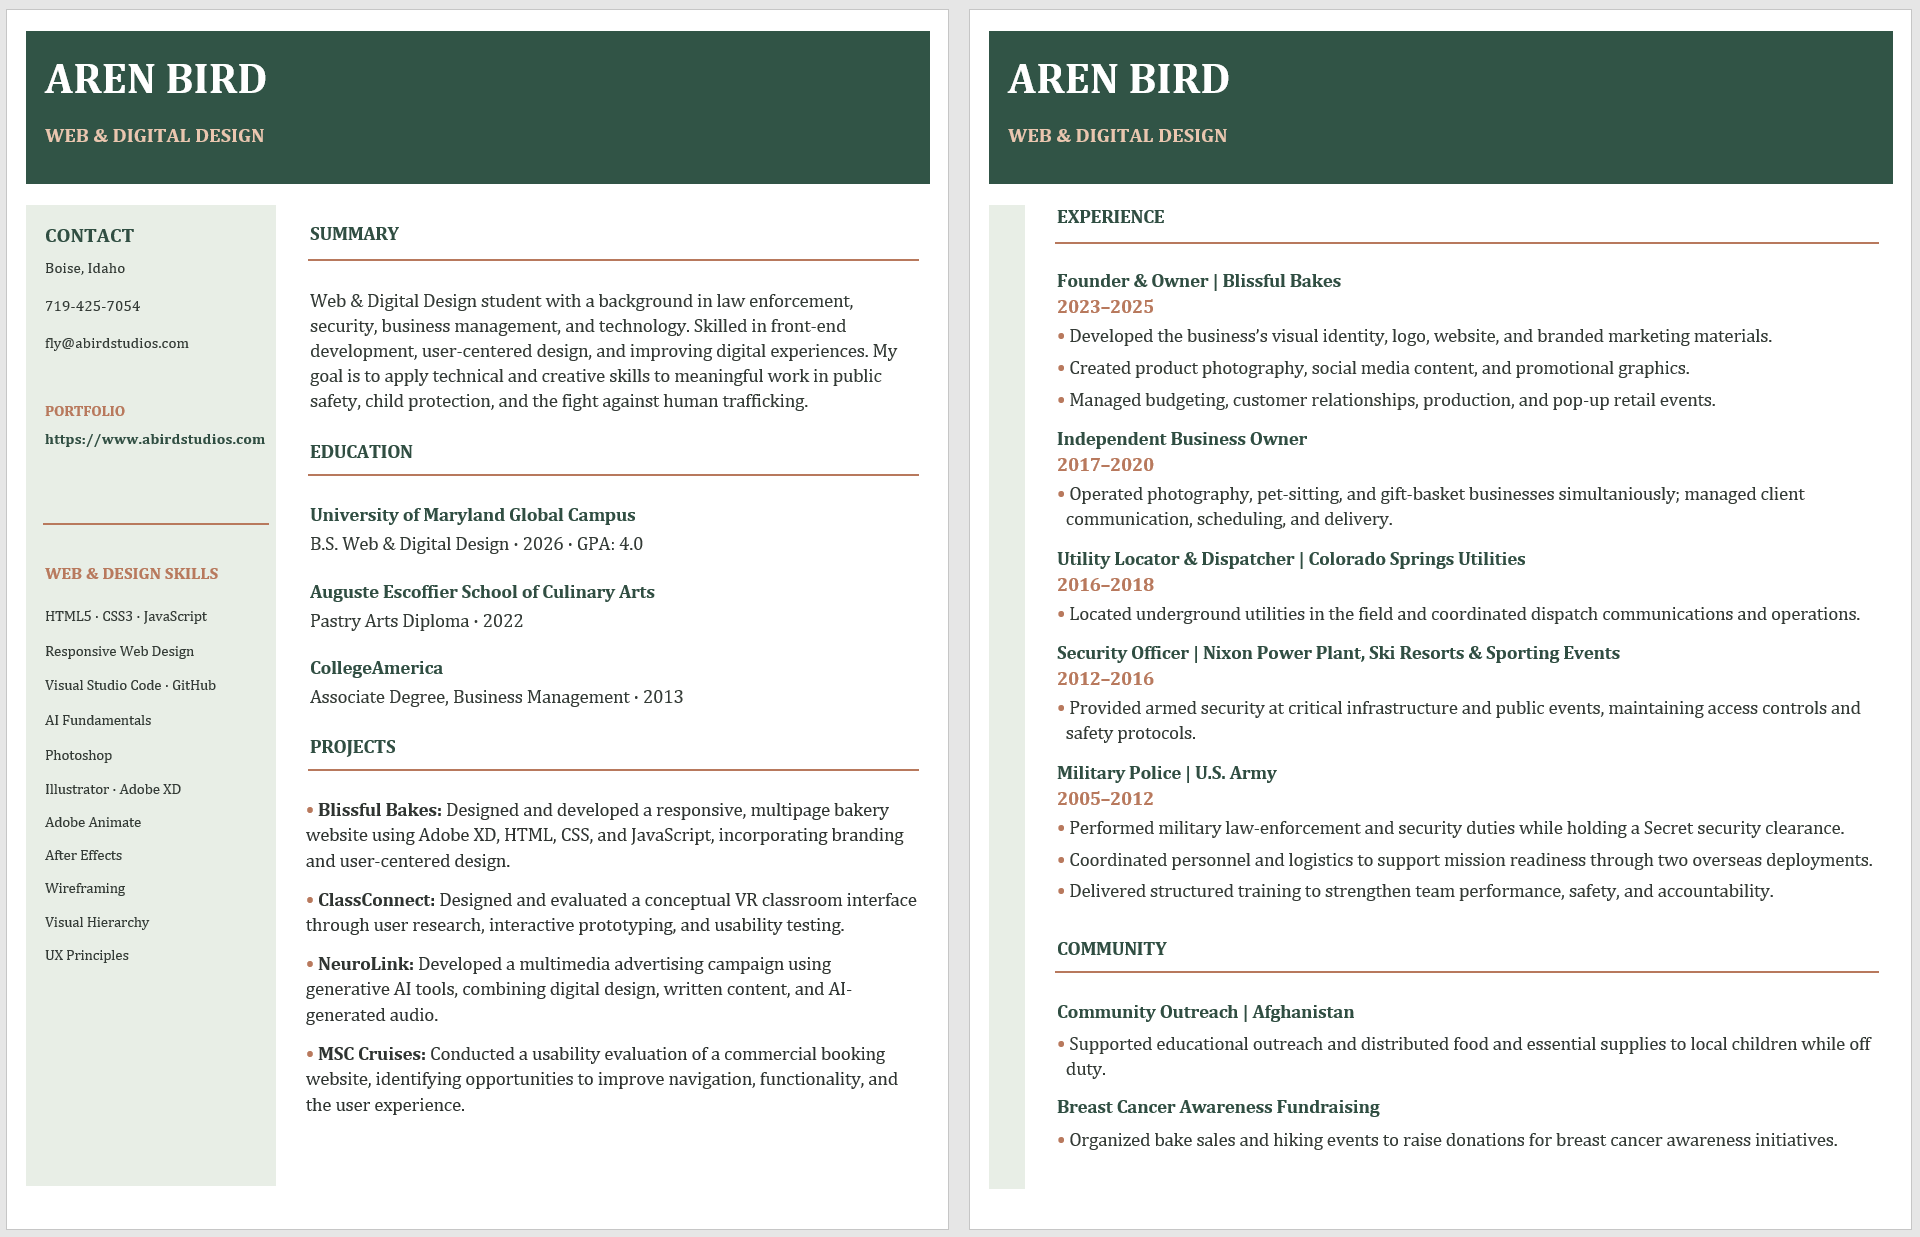 AREN BIRD
WEB & DIGITAL DESIGN
CONTACT
Boise, Idaho
719-425-7054
fly@abirdstudios.com
PORTFOLIO
https://www.abirdstudios.com
WEB & DESIGN SKILLS
HTML5 · CSS3 · JavaScript
Responsive Web Design
Visual Studio Code · GitHub
AI Fundamentals
Photoshop
Illustrator · Adobe XD
Adobe Animate
After Effects
Wireframing
Visual Hierarchy
UX Principles
SUMMARY
Web & Digital Design student with a background in law enforcement,
security, business management, and technology. Skilled in front-end
development, user-centered design, and improving digital experiences. My
goal is to apply technical and creative skills to meaningful work in public
safety, child protection, and the fight against human trafficking.
EDUCATION
University of Maryland Global Campus
B.S. Web & Digital Design · 2026 · GPA: 4.0
Auguste Escoffier School of Culinary Arts
Pastry Arts Diploma · 2022
CollegeAmerica
Associate Degree, Business Management · 2013
PROJECTS
• Blissful Bakes: Designed and developed a responsive, multipage bakery
website using Adobe XD, HTML, CSS, and JavaScript, incorporating branding
and user-centered design.
• ClassConnect: Designed and evaluated a conceptual VR classroom interface
through user research, interactive prototyping, and usability testing.
• NeuroLink: Developed a multimedia advertising campaign using
generative AI tools, combining digital design, written content, and AI-
generated audio.
• MSC Cruises: Conducted a usability evaluation of a commercial booking
website, identifying opportunities to improve navigation, functionality, and
the user experience.
AREN BIRD
WEB & DIGITAL DESIGN
EXPERIENCE
Founder & Owner | Blissful Bakes
2023–2025
• Developed the business’s visual identity, logo, website, and branded marketing materials.
• Created product photography, social media content, and promotional graphics.
• Managed budgeting, customer relationships, production, and pop-up retail events.
Independent Business Owner
2017–2020
• Operated photography, pet-sitting, and gift-basket businesses simultaniously; managed client
communication, scheduling, and delivery.
Utility Locator & Dispatcher | Colorado Springs Utilities
2016–2018
• Located underground utilities in the field and coordinated dispatch communications and operations.
Security Officer | Nixon Power Plant, Ski Resorts & Sporting Events
2012–2016
• Provided armed security at critical infrastructure and public events, maintaining access controls and
safety protocols.
Military Police | U.S. Army
2005–2012
• Performed military law-enforcement and security duties while holding a Secret security clearance.
• Coordinated personnel and logistics to support mission readiness through two overseas deployments.
• Delivered structured training to strengthen team performance, safety, and accountability.
COMMUNITY
Community Outreach | Afghanistan
• Supported educational outreach and distributed food and essential supplies to local children while off
duty.
Breast Cancer Awareness Fundraising
• Organized bake sales and hiking events to raise donations for breast cancer awareness initiatives.